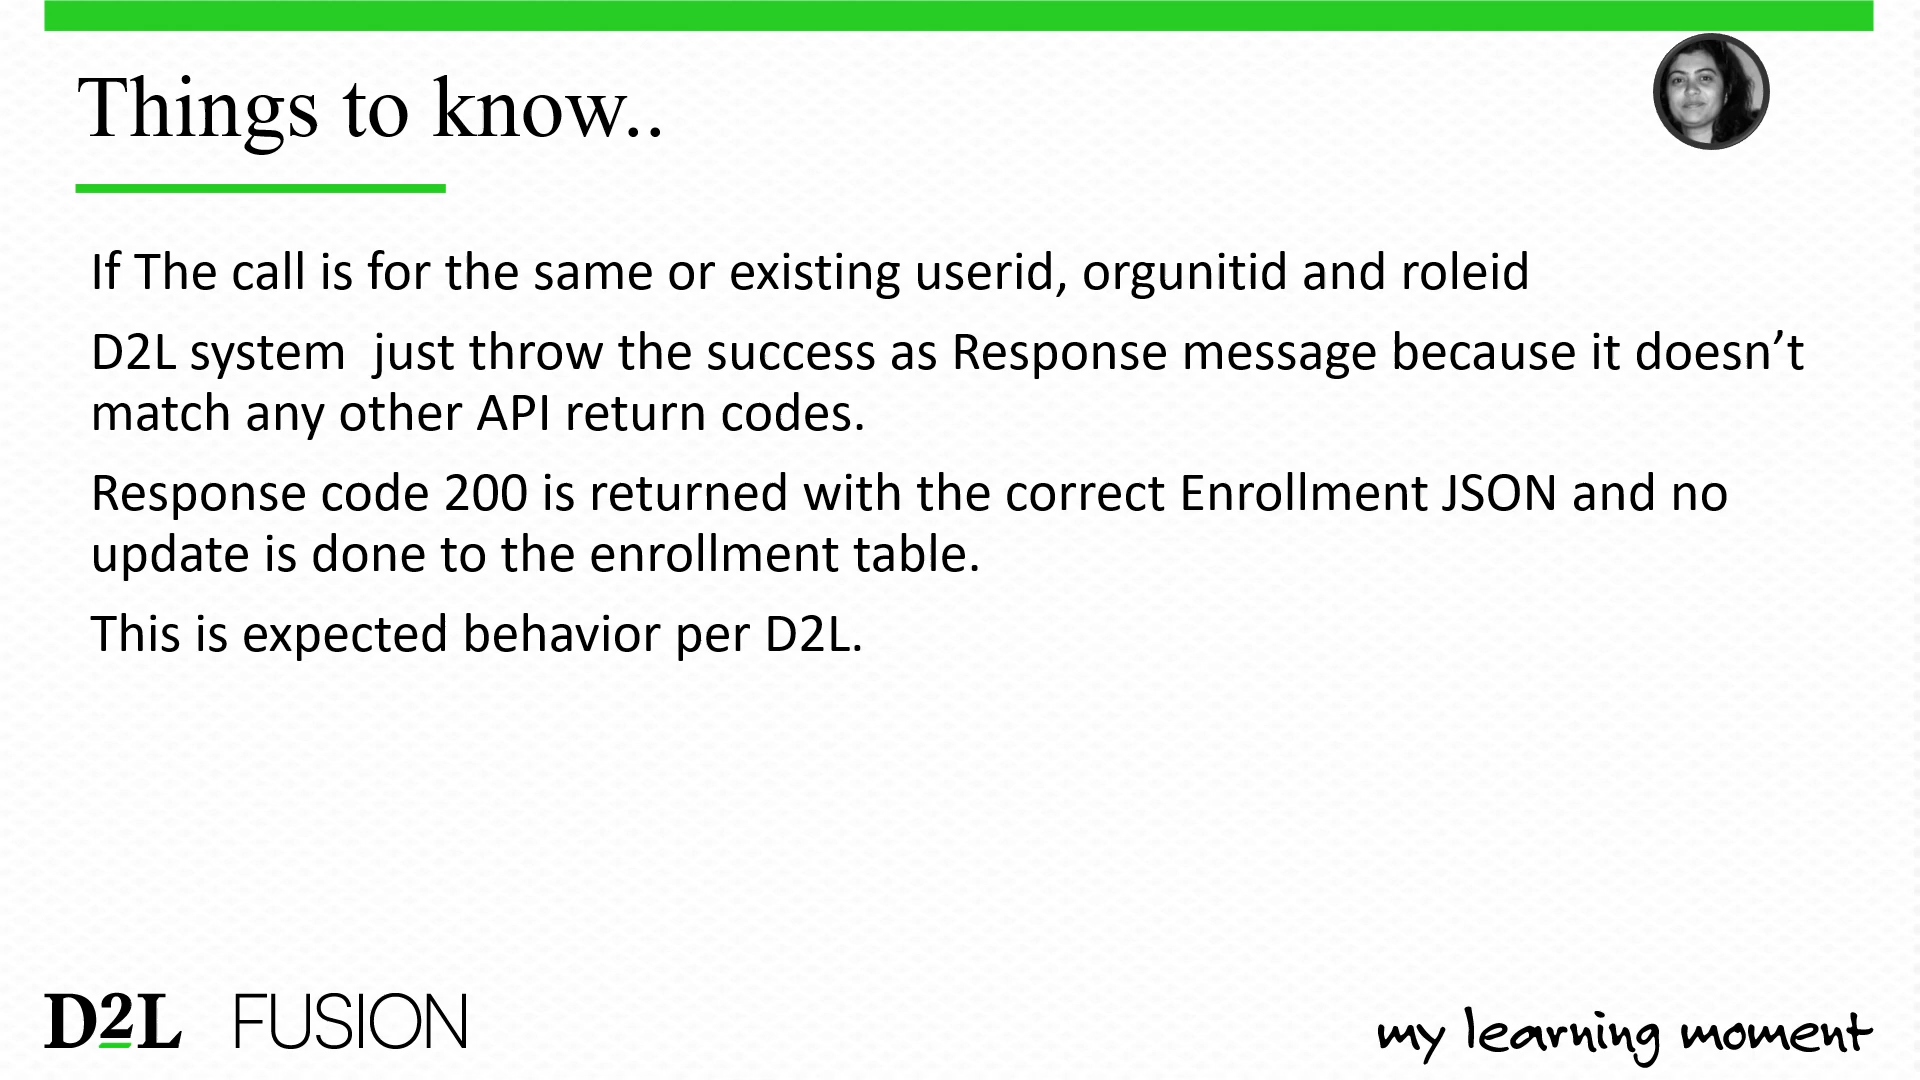 Things to know..
If The call is for the same or existing userid, orgunitid and roleid
D2L system  just throw the success as Response message because it doesn’t
match any other API return codes.
Response code 200 is returned with the correct Enrollment JSON and no
update is done to the enrollment table.
This is expected behavior per D2L.
D2L FUSION
my learning moment